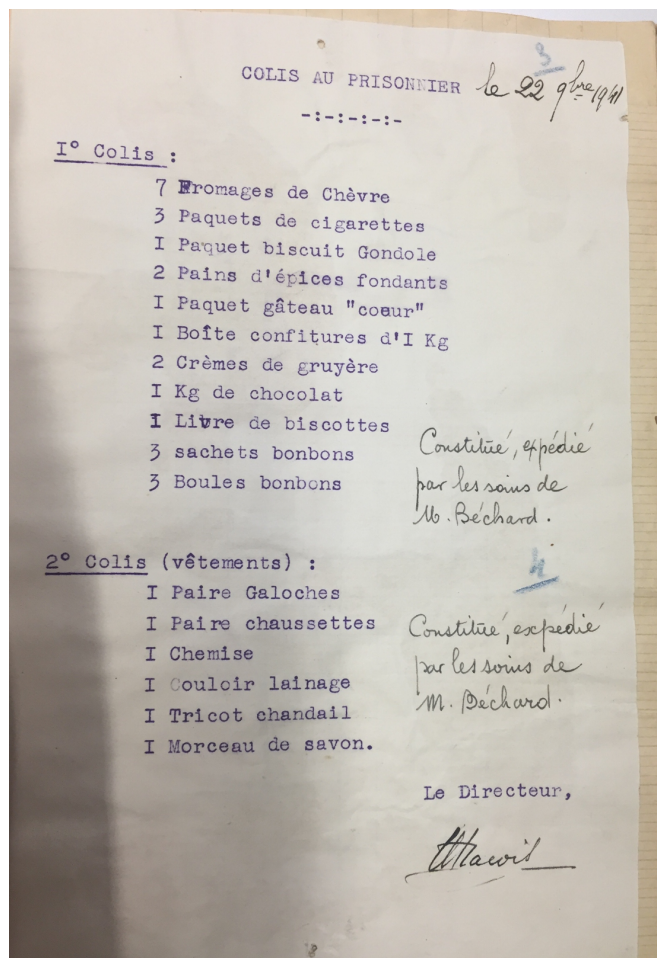 3
COLIS AU PRISONNIER le 22 9bre 1941
-:-:-:-:-
I° Colis :
7 Fromages de Chèvre
3 Paquets de cigarettes
I Paquet biscuit Gondole
2 Pains d'épices fondants
I Paquet gâteau "coeur"
I Boîte confitures d'I Kg
2 Crèmes de gruyère
I Kg de chocolat
I Livre de biscottes
3 sachets bonbons
3 Boules bonbons
Constitué, expédié
par les soins de
M. Béchard.
2° Colis (vêtements) :
4
I Paire Galoches
I Paire chaussettes
I Chemise
I Couloir lainage
I Tricot chandail
I Morceau de savon.
Constitué, expédié
par les soins de
M. Béchard.
Le Directeur,